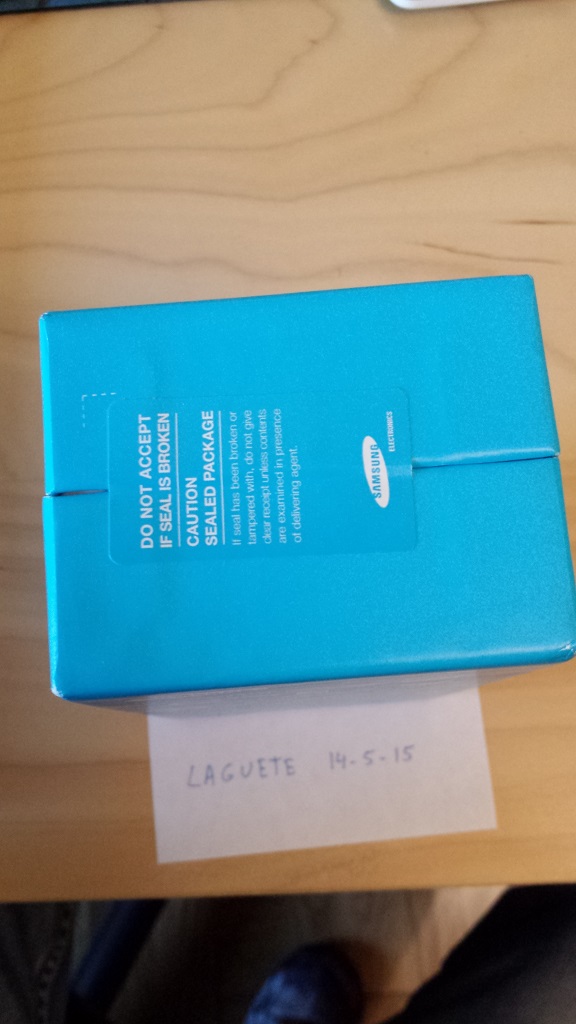 DO NOT ACCEPT
IF SEAL IS BROKEN
CAUTION
SEALED PACKAGE
If seal has been broken or
tampered with, do not give
clear receipt unless contents
are examined in presence
of delivering agent.
SAMSUNG
ELECTRONICS
LAGUETE 14-5-15